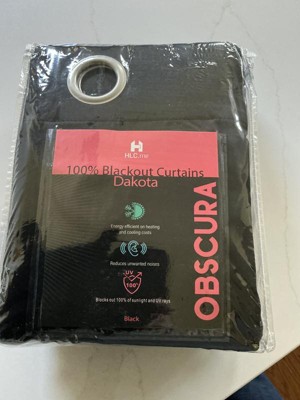 HLC.ME
100% Blackout Curtains
Dakota
Energy efficient on heating
and cooling costs
Reduces unwanted noises
UV
100%
Blocks out 100% of sunlight and UV rays
Black
OBSCURA